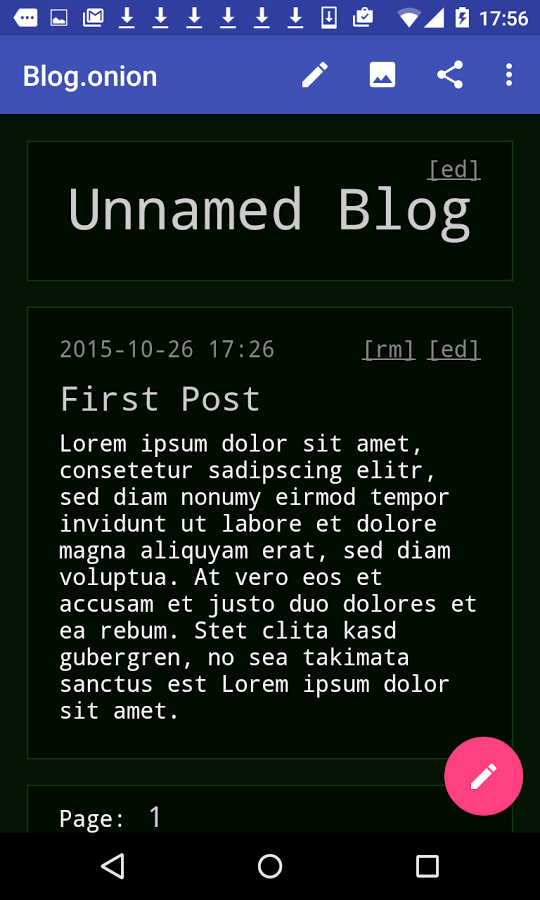 17:56
Blog.onion
[ed]
Unnamed Blog
2015-10-26 17:26 [rm] [ed]
First Post
Lorem ipsum dolor sit amet,
consetetur sadipscing elitr,
sed diam nonumy eirmod tempor
invidunt ut labore et dolore
magna aliquyam erat, sed diam
voluptua. At vero eos et
accusam et justo duo dolores et
ea rebum. Stet clita kasd
gubergren, no sea takimata
sanctus est Lorem ipsum dolor
sit amet.
Page: 1